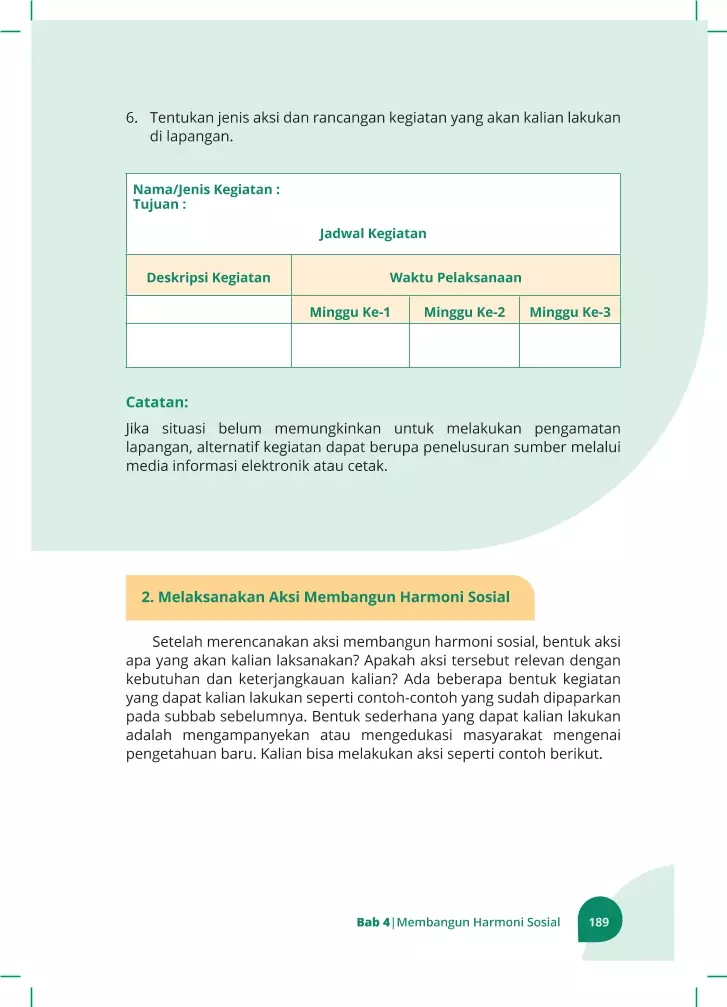 6. Tentukan jenis aksi dan rancangan kegiatan yang akan kalian lakukan
di lapangan.
Nama/Jenis Kegiatan :
Tujuan :
Jadwal Kegiatan
Deskripsi Kegiatan Waktu Pelaksanaan
Minggu Ke-1 Minggu Ke-2 Minggu Ke-3
Catatan:
Jika situasi belum memungkinkan untuk melakukan pengamatan
lapangan, alternatif kegiatan dapat berupa penelusuran sumber melalui
media informasi elektronik atau cetak.
2. Melaksanakan Aksi Membangun Harmoni Sosial
Setelah merencanakan aksi membangun harmoni sosial, bentuk aksi
apa yang akan kalian laksanakan? Apakah aksi tersebut relevan dengan
kebutuhan dan keterjangkauan kalian? Ada beberapa bentuk kegiatan
yang dapat kalian lakukan seperti contoh-contoh yang sudah dipaparkan
pada subbab sebelumnya. Bentuk sederhana yang dapat kalian lakukan
adalah mengampanyekan atau mengedukasi masyarakat mengenai
pengetahuan baru. Kalian bisa melakukan aksi seperti contoh berikut.
Bab 4|Membangun Harmoni Sosial 189